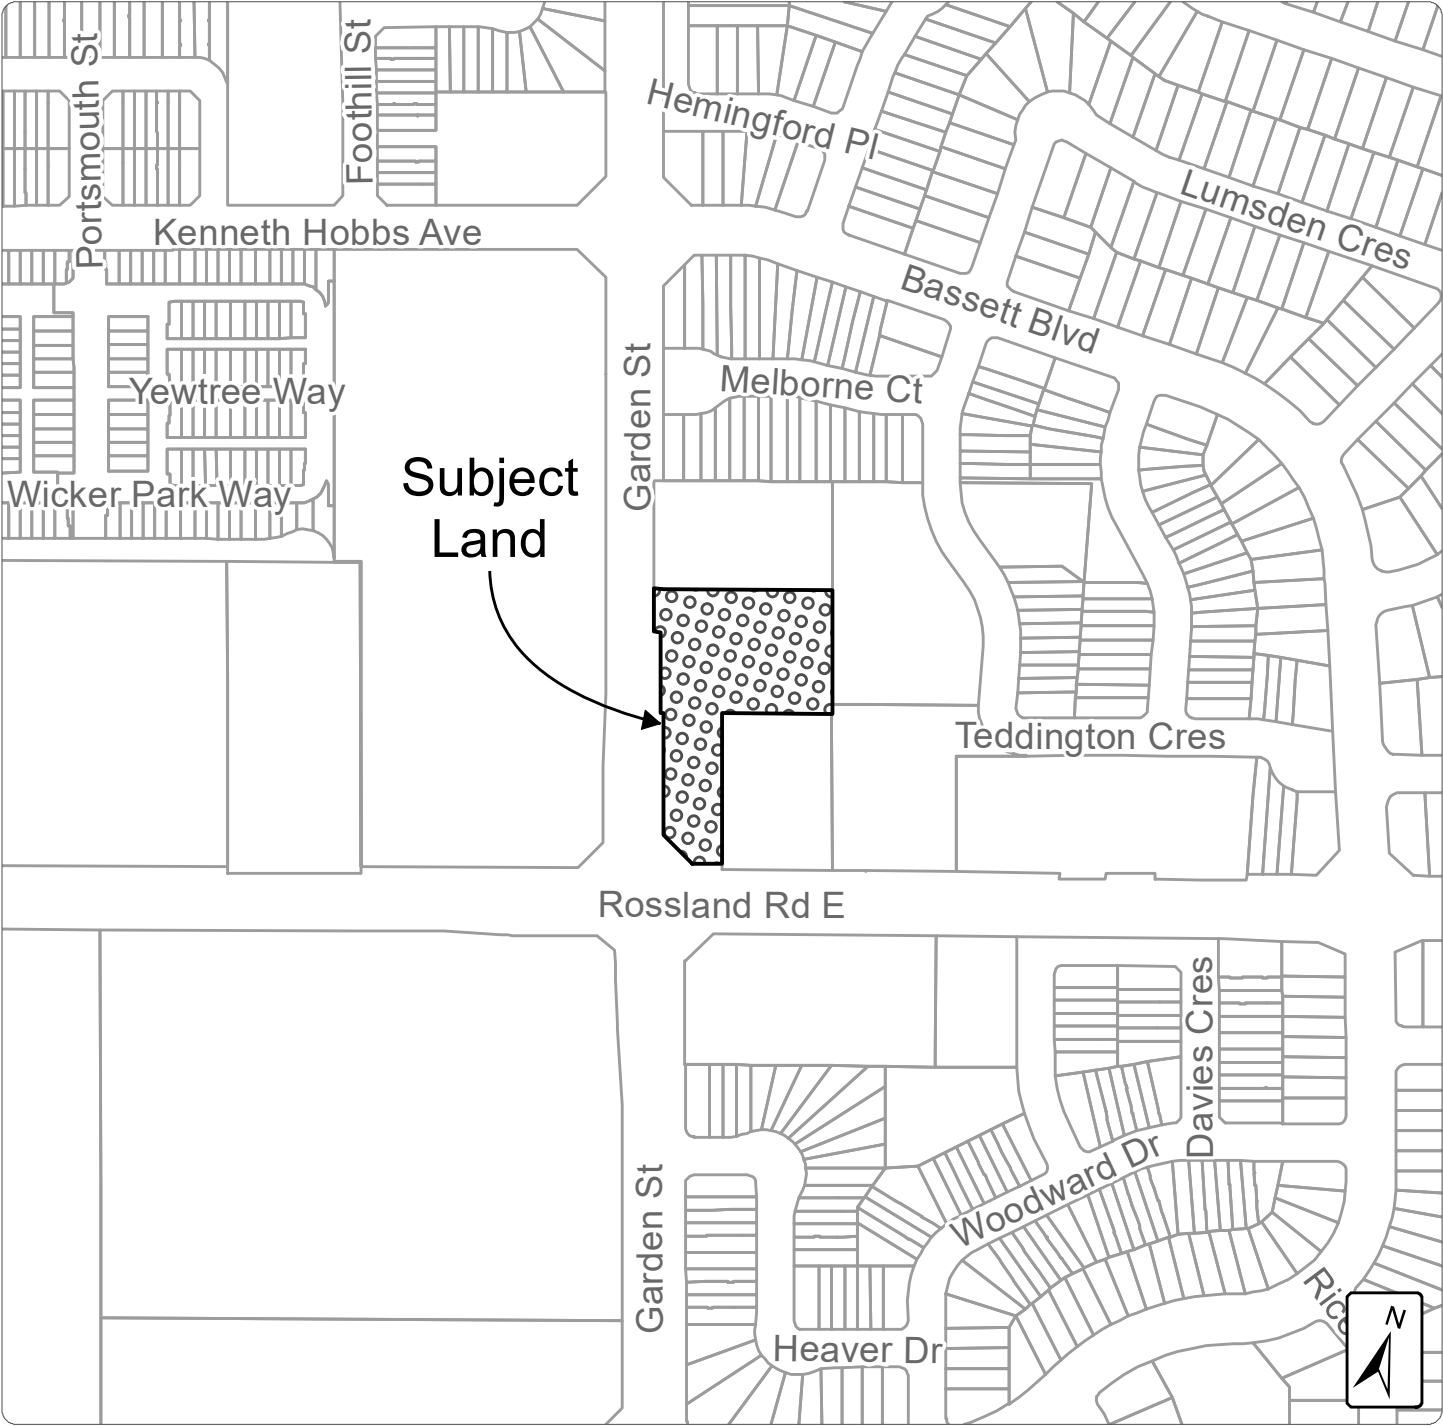 Portsmouth St
Foothill St
Hemingford Pl
Lumsden Cres
Kenneth Hobbs Ave
Bassett Blvd
Garden St
Melborne Ct
Yewtree Way
Wicker Park Way
Subject
Land
Teddington Cres
Rossland Rd E
Davies Cres
Woodward Dr
Garden St
Heaver Dr
N